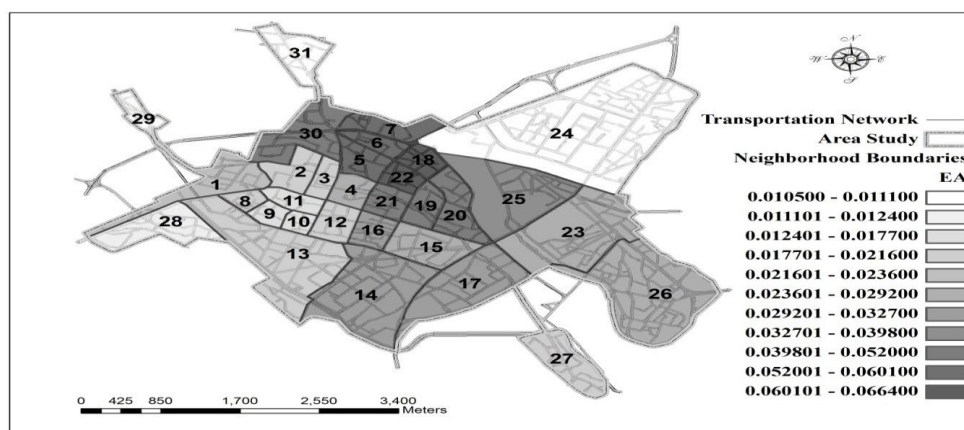 31
N
W E
S
29
7
30
6
24
5
18
2
3
22
1
4
25
8
11
21
19
20
9
10
12
16
23
28
15
13
17
14
26
27
Transportation Network
Area Study
Neighborhood Boundaries
EA
0.010500 - 0.011100
0.011101 - 0.012400
0.012401 - 0.017700
0.017701 - 0.021600
0.021601 - 0.023600
0.023601 - 0.029200
0.029201 - 0.032700
0.032701 - 0.039800
0.039801 - 0.052000
0.052001 - 0.060100
0.060101 - 0.066400
0 425 850 1,700 2,550 3,400
Meters